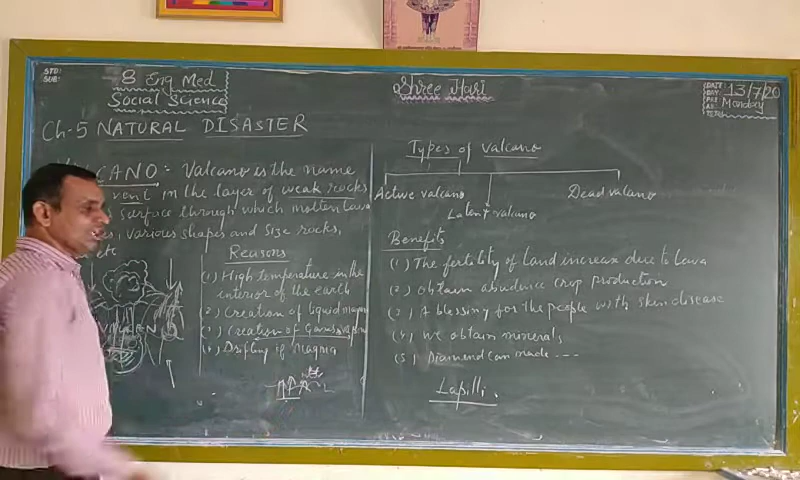 STD:
SUB:
8 Eng Med
Social Science
Shree Hari
DATE: 13/7/20
DAY: Monday
Ch-5 NATURAL DISASTER
CANO:- Valcano is the name
vent in the layer of weak rocks
surface through which molten Lava
various shapes and size rocks,
etc
Reasons
(1) High temperature in the
interior of the earth
(2) Creation of liquid magma
(3) Creation of Gases
(4) Drifting of magma
Types of valcano
Active valcano
Latent valcano
Dead valcano
Benefits
(1) The fertility of Land increase due to Lava
(2) obtain abudence crop production
(3) A blessing for the people with skin disease
(4) we obtain minerals
(5) Diamond can made ---
Lapilli.